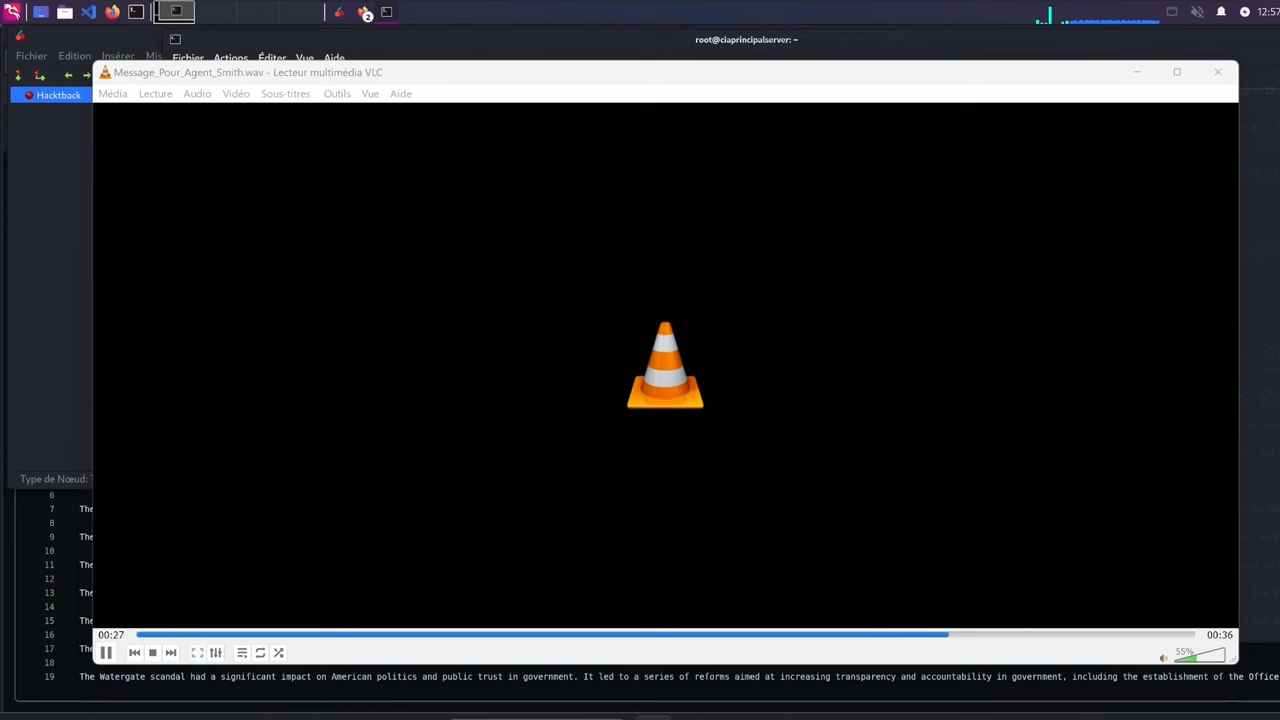 2
12:57
root@ciaprincipalserver: ~
Fichier Edition Insérer Mis
Fichier Actions Éditer Vue Aide
Message_Pour_Agent_Smith.wav - Lecteur multimédia VLC
Média Lecture Audio Vidéo Sous-titres Outils Vue Aide
Hacktback
Type de Nœud:
6
7 The
8
9 The
10
11 The
12
13 The
14
15 The
16
17 The
18
00:27
00:36
55%
19 The Watergate scandal had a significant impact on American politics and public trust in government. It led to a series of reforms aimed at increasing transparency and accountability in government, including the establishment of the Office